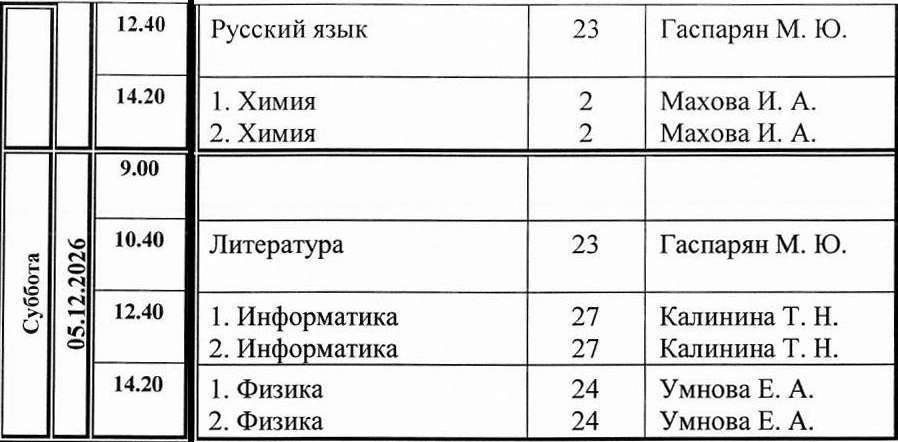 12.40 Русский язык 23 Гаспарян М. Ю.
14.20 1. Химия 2 Махова И. А.
2. Химия 2 Махова И. А.
Суббота
05.12.2026
9.00
10.40 Литература 23 Гаспарян М. Ю.
12.40 1. Информатика 27 Калинина Т. Н.
2. Информатика 27 Калинина Т. Н.
14.20 1. Физика 24 Умнова Е. А.
2. Физика 24 Умнова Е. А.